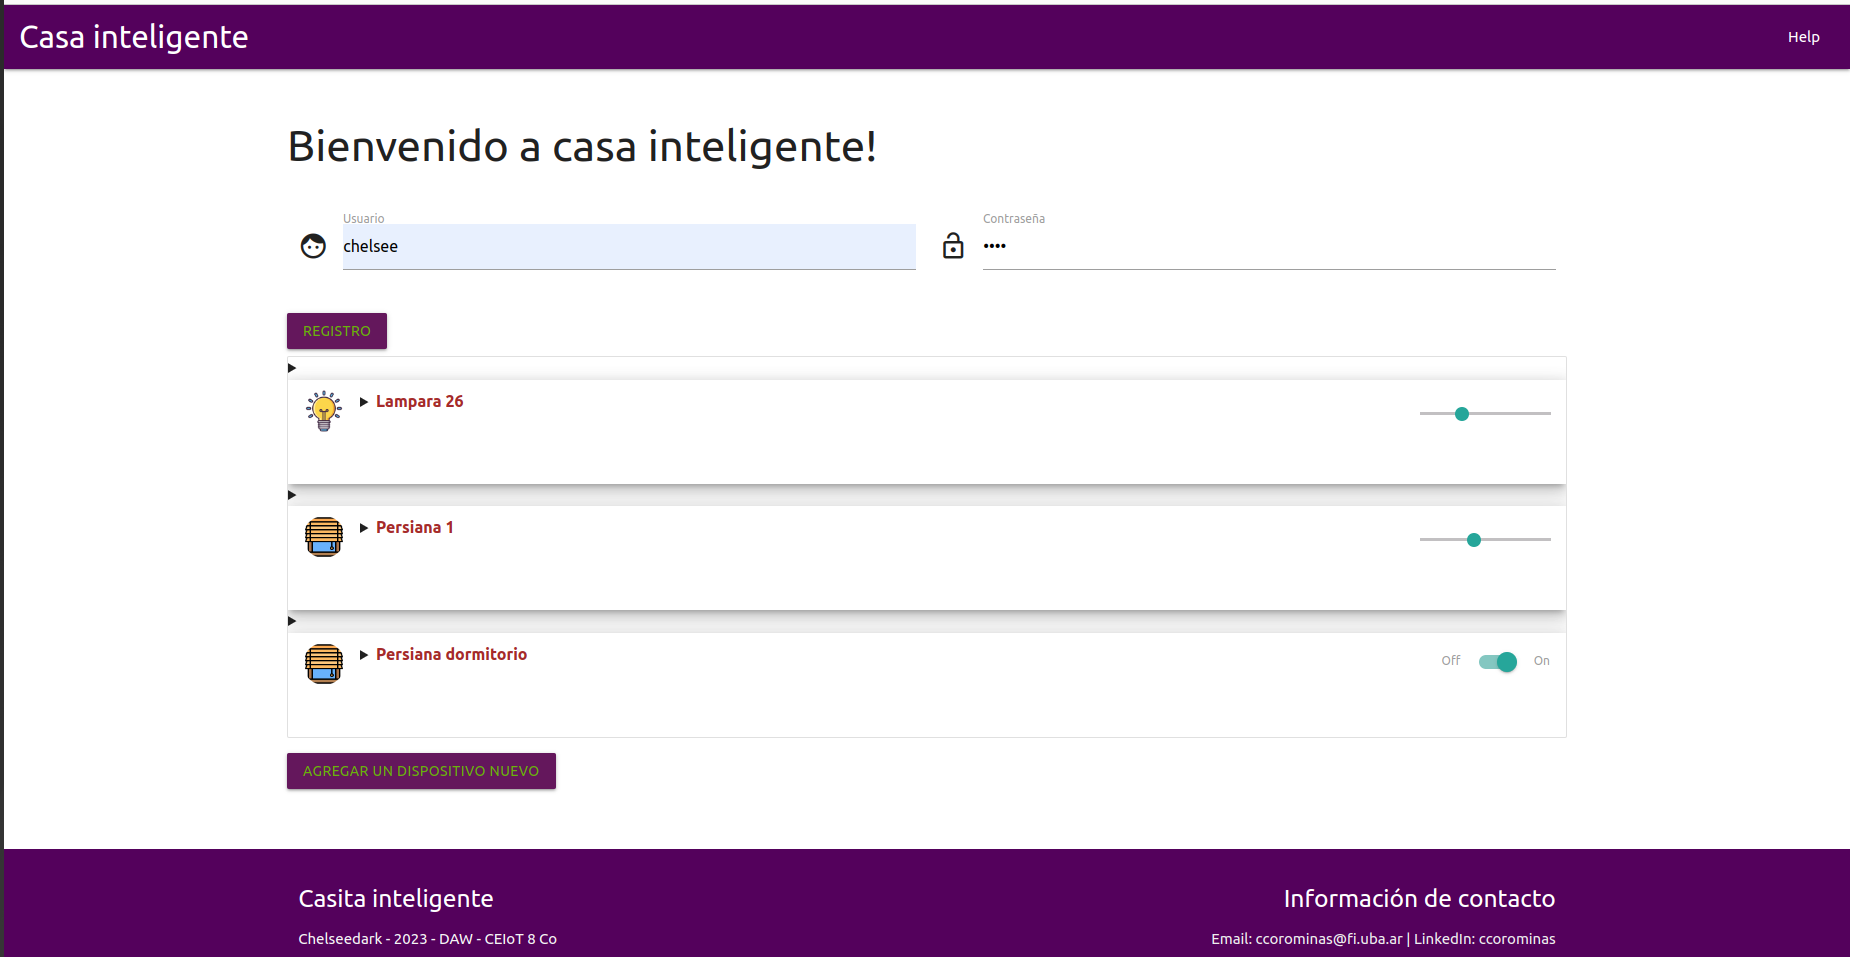 Casa inteligente
Help
Bienvenido a casa inteligente!
Usuario
Contraseña
chelsee
••••
REGISTRO
Lampara 26
Persiana 1
Persiana dormitorio
Off On
AGREGAR UN DISPOSITIVO NUEVO
Casita inteligente
Chelseedark - 2023 - DAW - CEIoT 8 Co
Información de contacto
Email: ccorominas@fi.uba.ar | LinkedIn: ccorominas